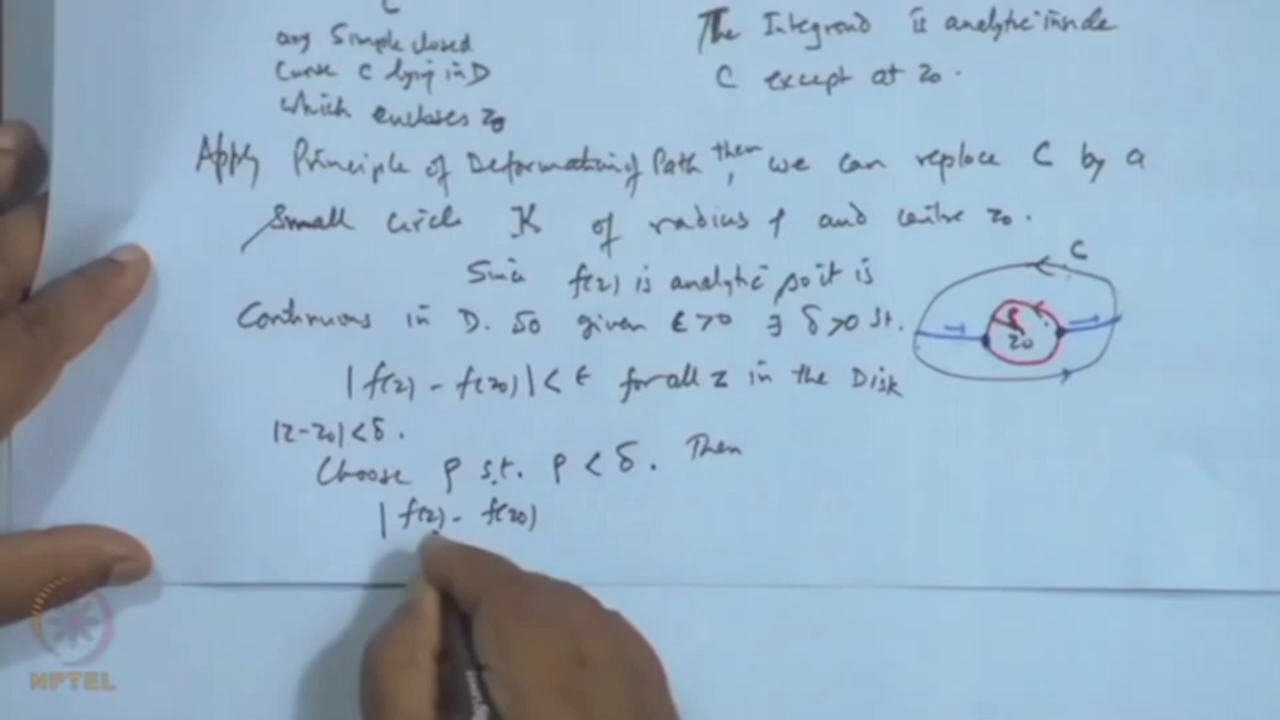 C
any Simple closed
Curve C lying in D
which encloses z0
The Integrand is analytic inside
C except at z0.
Apply Principle of Deformation of Path, then we can replace C by a
Small circle K of radius ρ and centre z0.
Since f(z) is analytic so it is
Continuous in D. So given ε>0 ∃ δ>0 st.
|f(z) - f(z0)| < ε for all z in the Disk
|z-z0|<δ.
Choose ρ s.t. ρ < δ. Then
| f(z) - f(z0)
C
ρ
z0
NPTEL